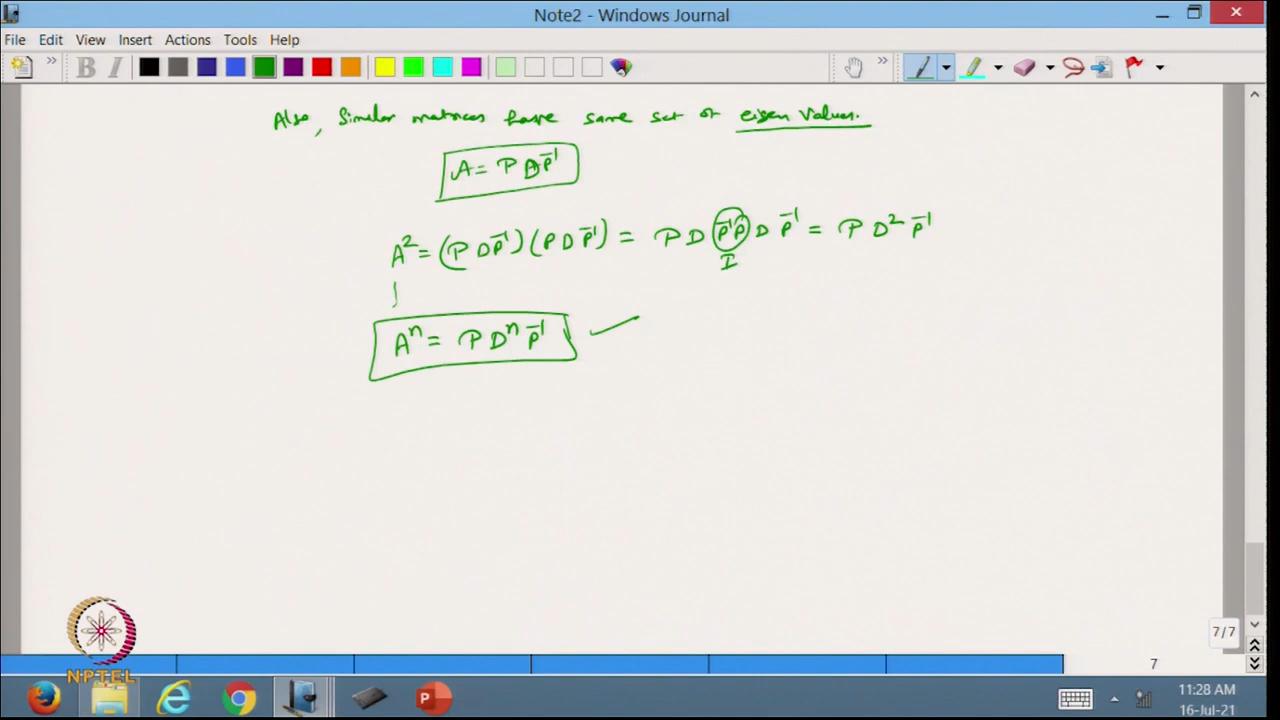 Note2 - Windows Journal
File Edit View Insert Actions Tools Help
Also, Similar matrices have same set of eigen values.
A = P D P⁻¹
A² = (P D P⁻¹)(P D P⁻¹) = P D P⁻¹P D P⁻¹ = P D² P⁻¹
I
Aⁿ = P Dⁿ P⁻¹
7/7
7
NPTEL
11:28 AM
16-Jul-21